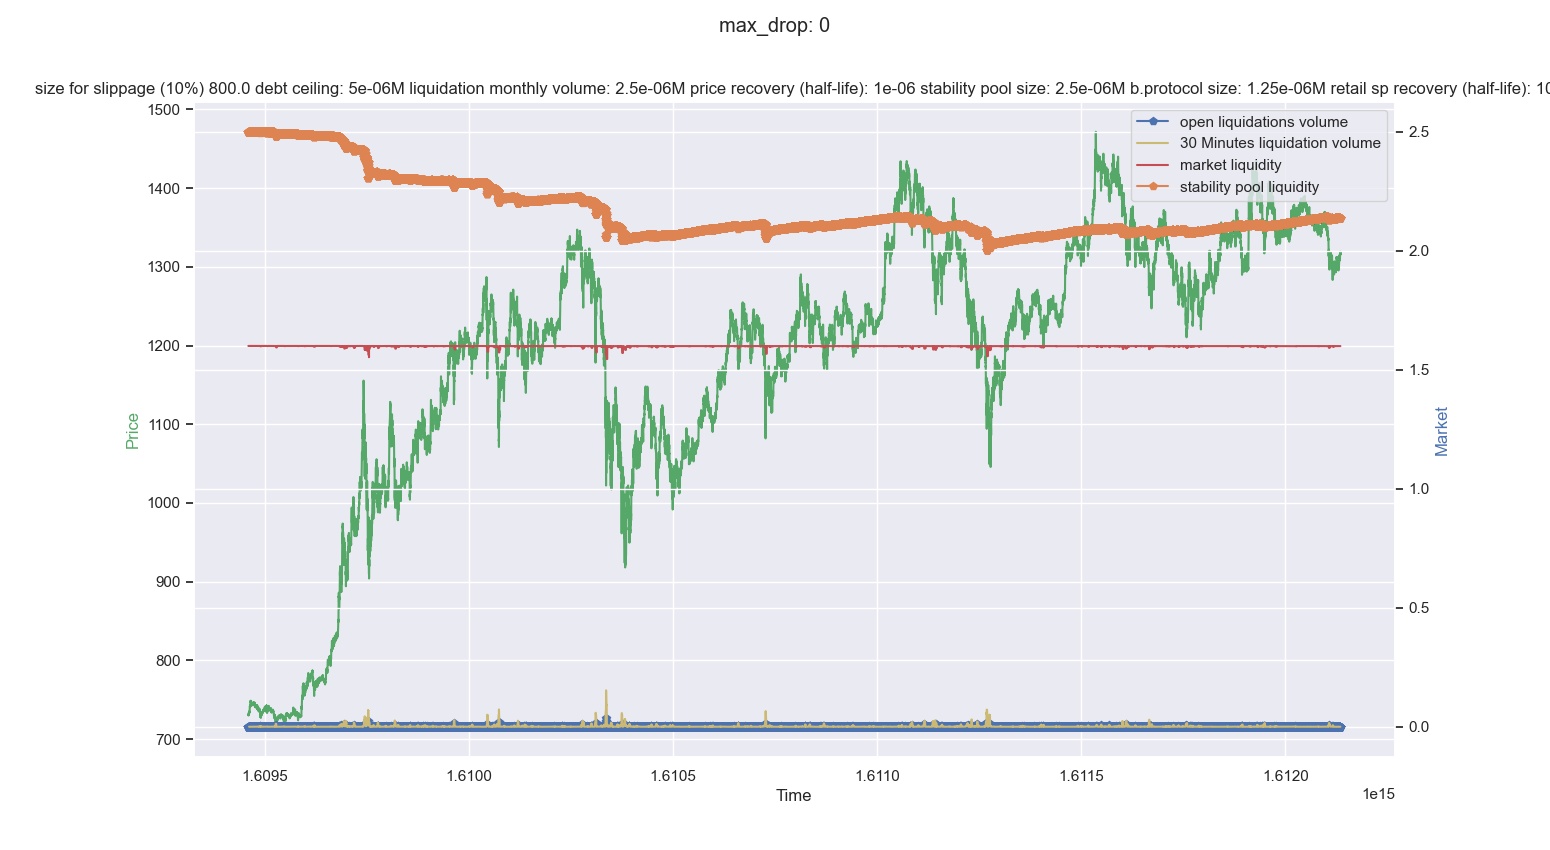 max_drop: 0
size for slippage (10%) 800.0 debt ceiling: 5e-06M liquidation monthly volume: 2.5e-06M price recovery (half-life): 1e-06 stability pool size: 2.5e-06M b.protocol size: 1.25e-06M retail sp recovery (half-life):
open liquidations volume
30 Minutes liquidation volume
market liquidity
stability pool liquidity
1500
1400
1300
1200
1100
1000
900
800
700
Price
2.5
2.0
1.5
1.0
0.5
0.0
Market
1.6095 1.6100 1.6105 1.6110 1.6115 1.6120
Time
1e15